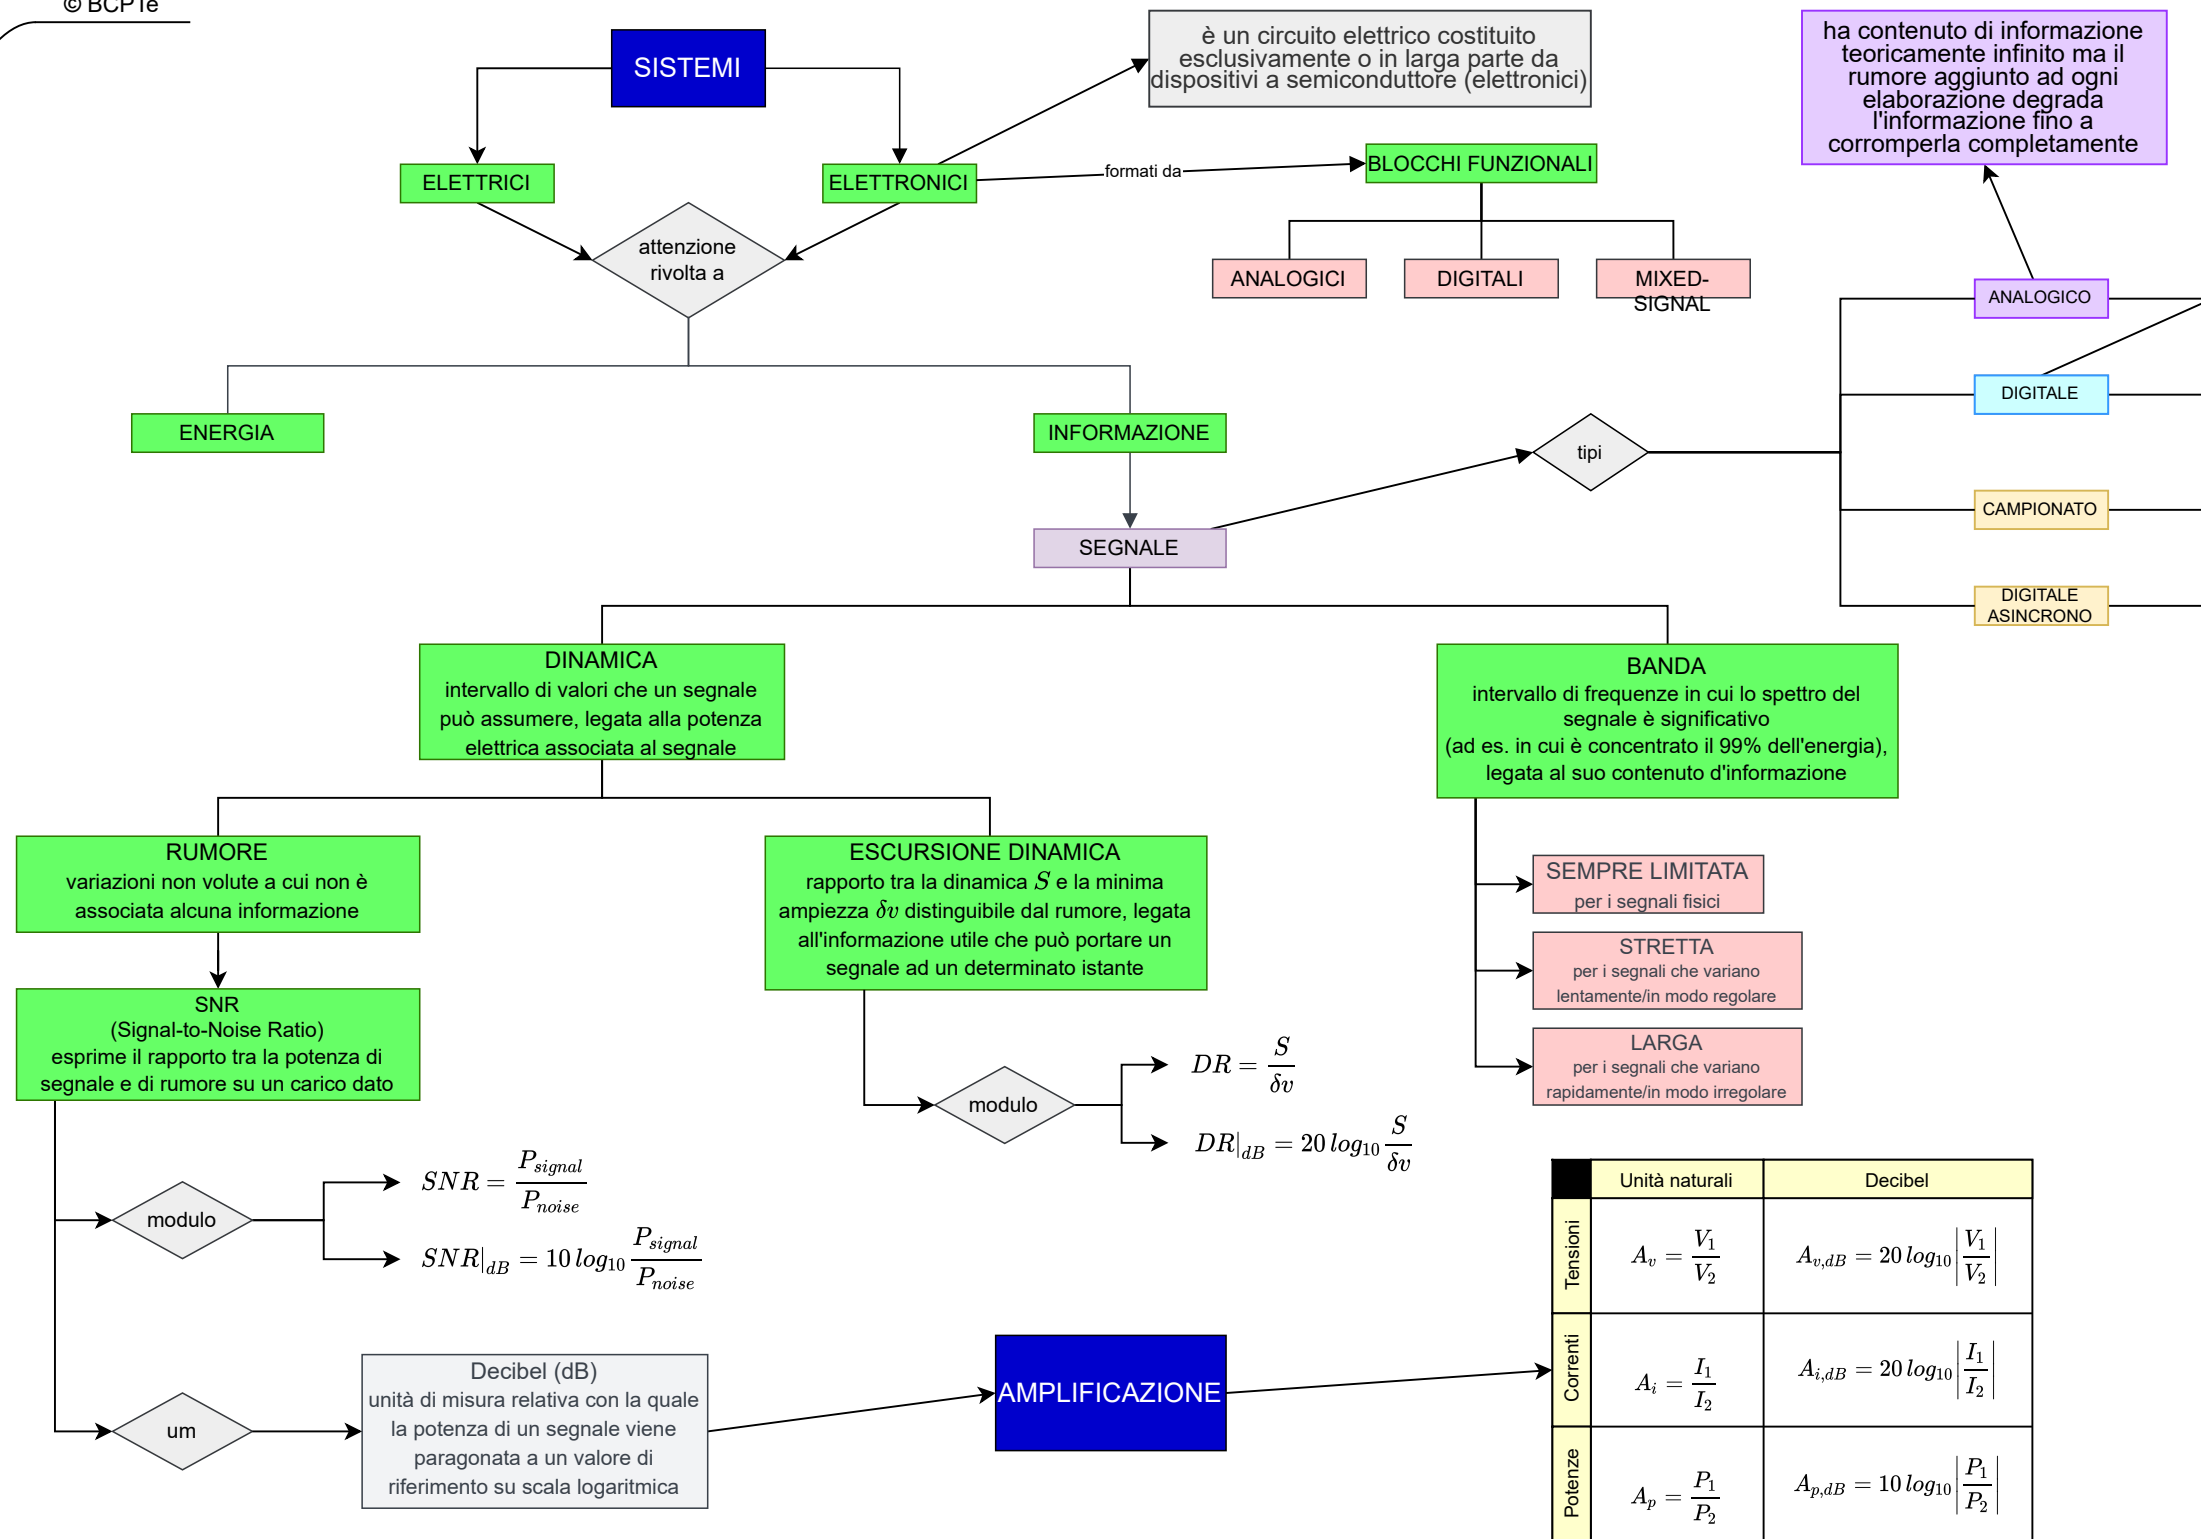 © BCPTe
SISTEMI
è un circuito elettrico costituito
esclusivamente o in larga parte da
dispositivi a semiconduttore (elettronici)
ha contenuto di informazione
teoricamente infinito ma il
rumore aggiunto ad ogni
elaborazione degrada
l'informazione fino a
corromperla completamente
ELETTRICI
ELETTRONICI
formati da
BLOCCHI FUNZIONALI
attenzione
rivolta a
ANALOGICI
DIGITALI
MIXED-
SIGNAL
ANALOGICO
DIGITALE
CAMPIONATO
DIGITALE
ASINCRONO
ENERGIA
INFORMAZIONE
tipi
SEGNALE
DINAMICA
intervallo di valori che un segnale
può assumere, legata alla potenza
elettrica associata al segnale
BANDA
intervallo di frequenze in cui lo spettro del
segnale è significativo
(ad es. in cui è concentrato il 99% dell'energia),
legata al suo contenuto d'informazione
RUMORE
variazioni non volute a cui non è
associata alcuna informazione
ESCURSIONE DINAMICA
rapporto tra la dinamica S e la minima
ampiezza δv distinguibile dal rumore, legata
all'informazione utile che può portare un
segnale ad un determinato istante
SEMPRE LIMITATA
per i segnali fisici
STRETTA
per i segnali che variano
lentamente/in modo regolare
LARGA
per i segnali che variano
rapidamente/in modo irregolare
SNR
(Signal-to-Noise Ratio)
esprime il rapporto tra la potenza di
segnale e di rumore su un carico dato
modulo
DR = S/δv
DR|dB = 20 log10 S/δv
modulo
SNR = Psignal/Pnoise
SNR|dB = 10 log10 Psignal/Pnoise
um
Decibel (dB)
unità di misura relativa con la quale
la potenza di un segnale viene
paragonata a un valore di
riferimento su scala logaritmica
AMPLIFICAZIONE
Unità naturali
Decibel
Tensioni
Av = V1/V2
Av,dB = 20 log10 |V1/V2|
Correnti
Ai = I1/I2
Ai,dB = 20 log10 |I1/I2|
Potenze
Ap = P1/P2
Ap,dB = 10 log10 |P1/P2|